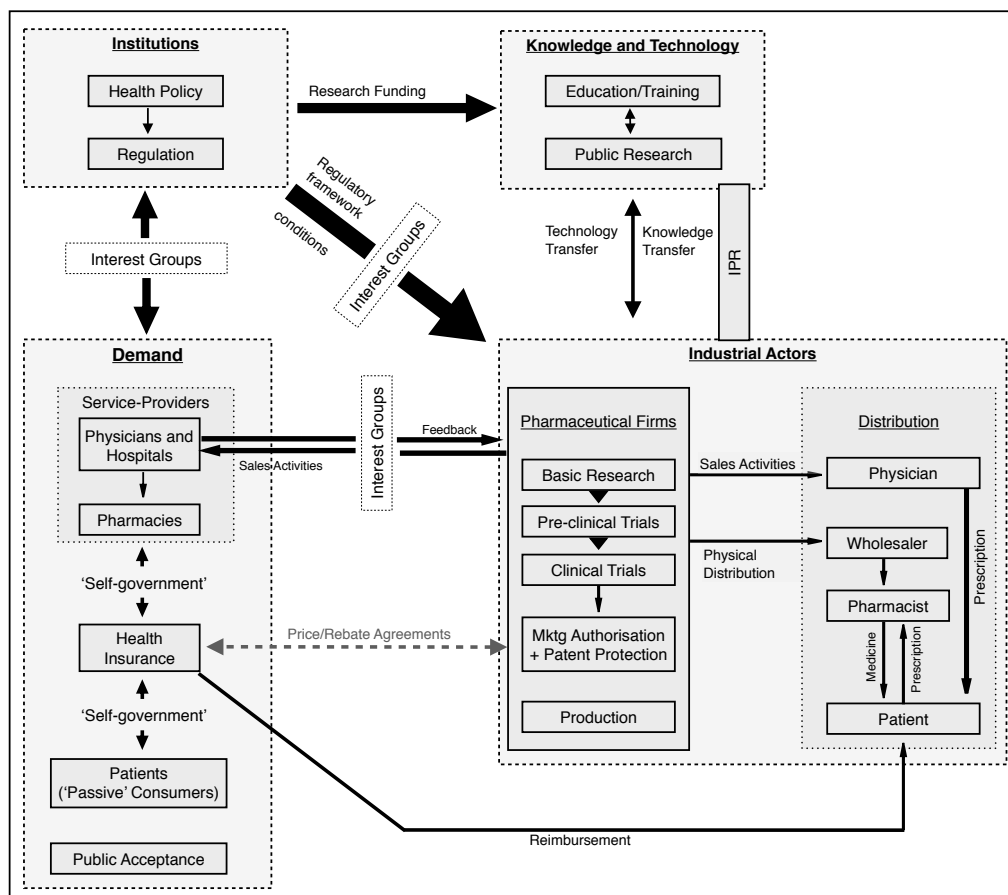 Institutions
Health Policy
Regulation
Research Funding
Knowledge and Technology
Education/Training
Public Research
Regulatory
framework
conditions
Interest Groups
Interest Groups
Technology
Transfer
Knowledge
Transfer
IPR
Demand
Service-Providers
Physicians and
Hospitals
Pharmacies
'Self-government'
Health
Insurance
'Self-government'
Patients
('Passive' Consumers)
Public Acceptance
Feedback
Sales Activities
Interest Groups
Price/Rebate Agreements
Reimbursement
Industrial Actors
Pharmaceutical Firms
Basic Research
Pre-clinical Trials
Clinical Trials
Mktg Authorisation
+ Patent Protection
Production
Sales Activities
Physical
Distribution
Distribution
Physician
Wholesaler
Pharmacist
Medicine
Prescription
Prescription
Patient